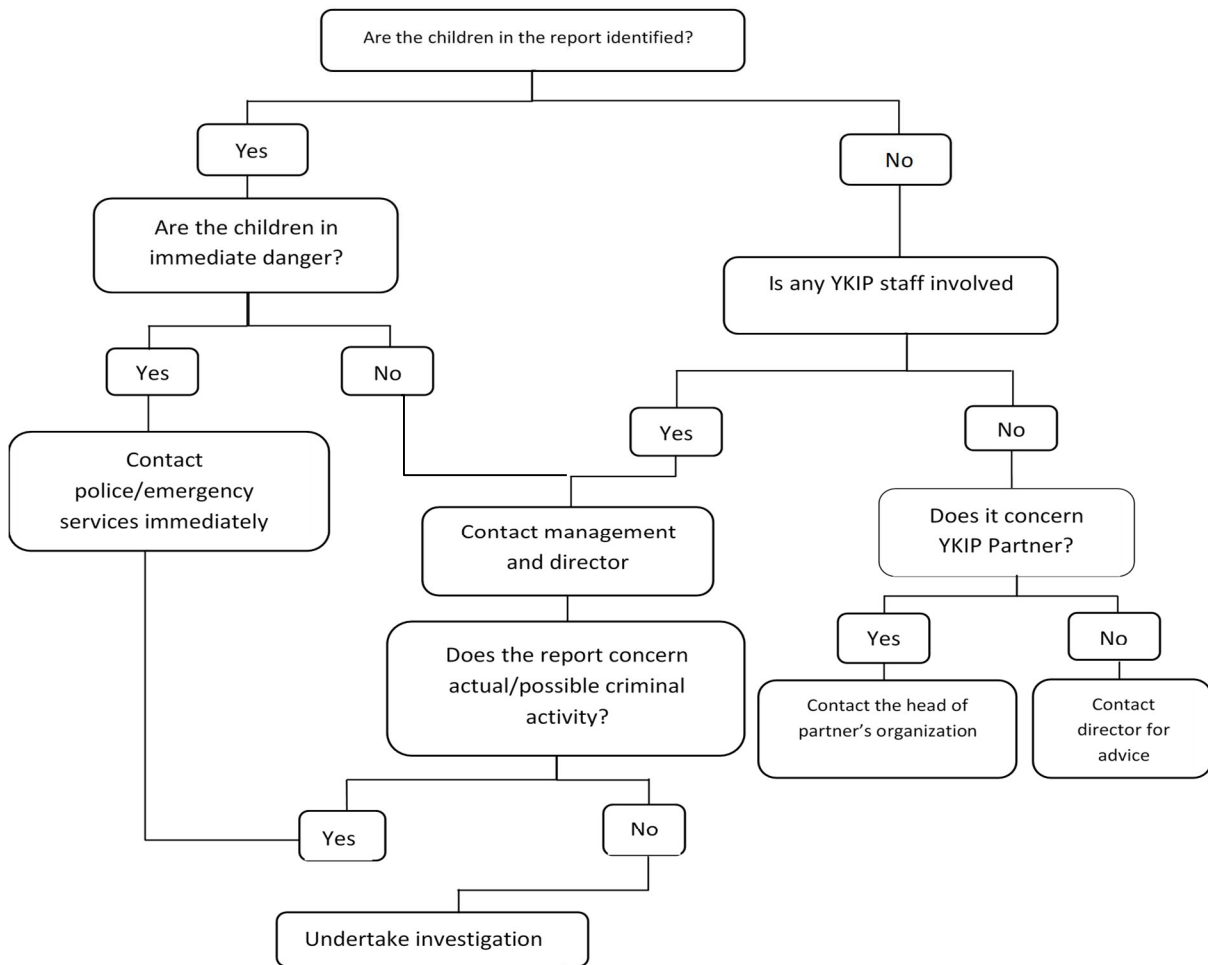 Are the children in the report identified?
Yes
No
Are the children in
immediate danger?
Is any YKIP staff involved
Yes
No
Yes
No
Contact
police/emergency
services immediately
Contact management
and director
Does it concern
YKIP Partner?
Yes
No
Does the report concern
actual/possible criminal
activity?
Contact the head of
partner’s organization
Contact
director for
advice
Yes
No
Undertake investigation